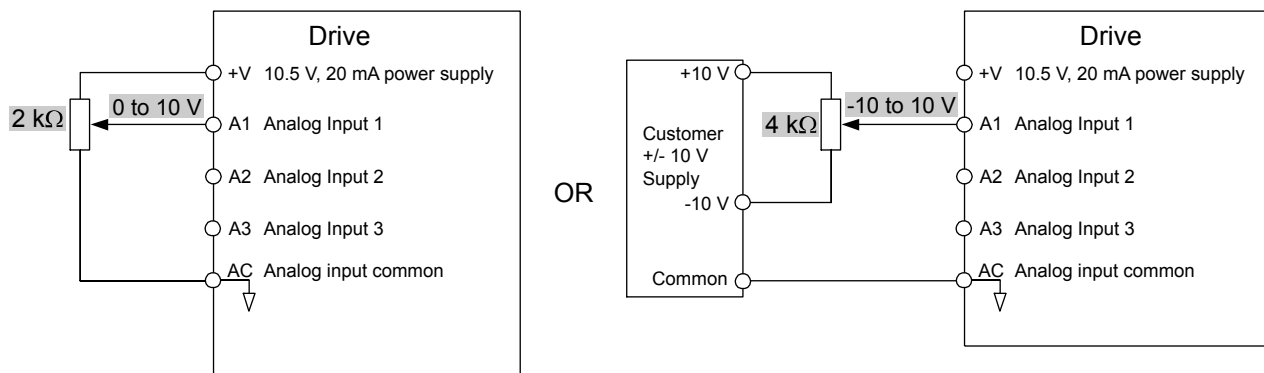 Drive
+V 10.5 V, 20 mA power supply
2 kΩ
0 to 10 V
A1 Analog Input 1
A2 Analog Input 2
A3 Analog Input 3
AC Analog input common
OR
+10 V
Customer
+/- 10 V
Supply
-10 V
Common
4 kΩ
-10 to 10 V
Drive
+V 10.5 V, 20 mA power supply
A1 Analog Input 1
A2 Analog Input 2
A3 Analog Input 3
AC Analog input common